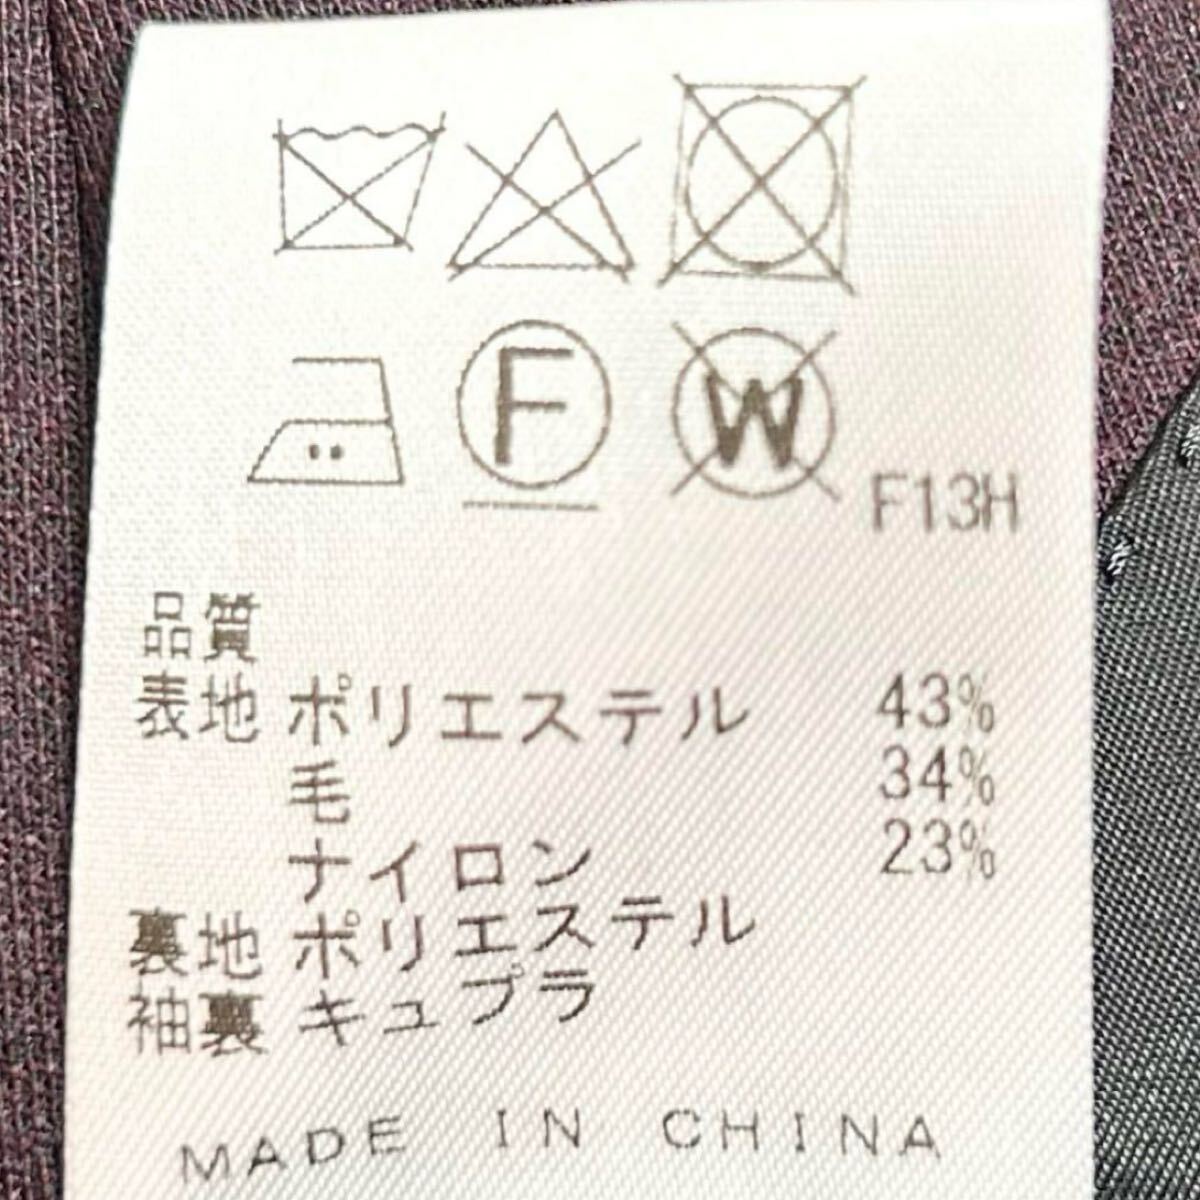 F W F13H
品質
表地 ポリエステル 43%
毛 34%
ナイロン 23%
裏地 ポリエステル
袖裏 キュプラ
MADE IN CHINA